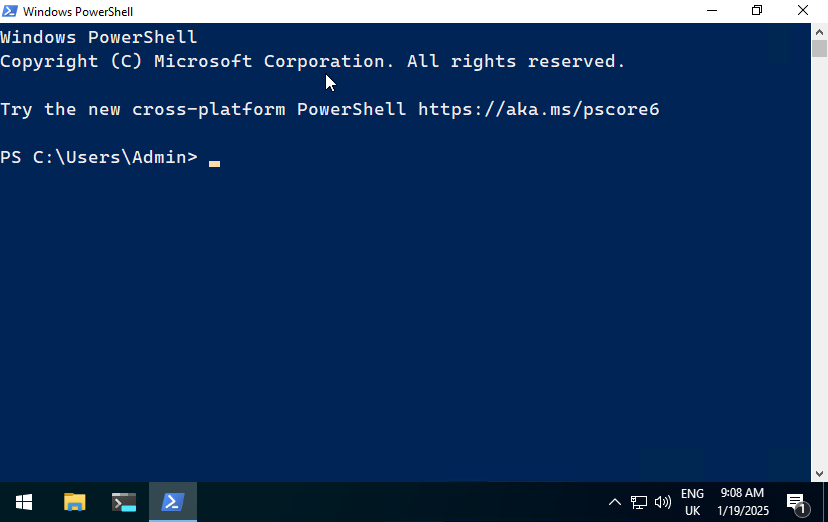 Windows PowerShell
Windows PowerShell
Copyright (C) Microsoft Corporation. All rights reserved.
Try the new cross-platform PowerShell https://aka.ms/pscore6
PS C:\Users\Admin>
ENG
UK
9:08 AM
1/19/2025
1